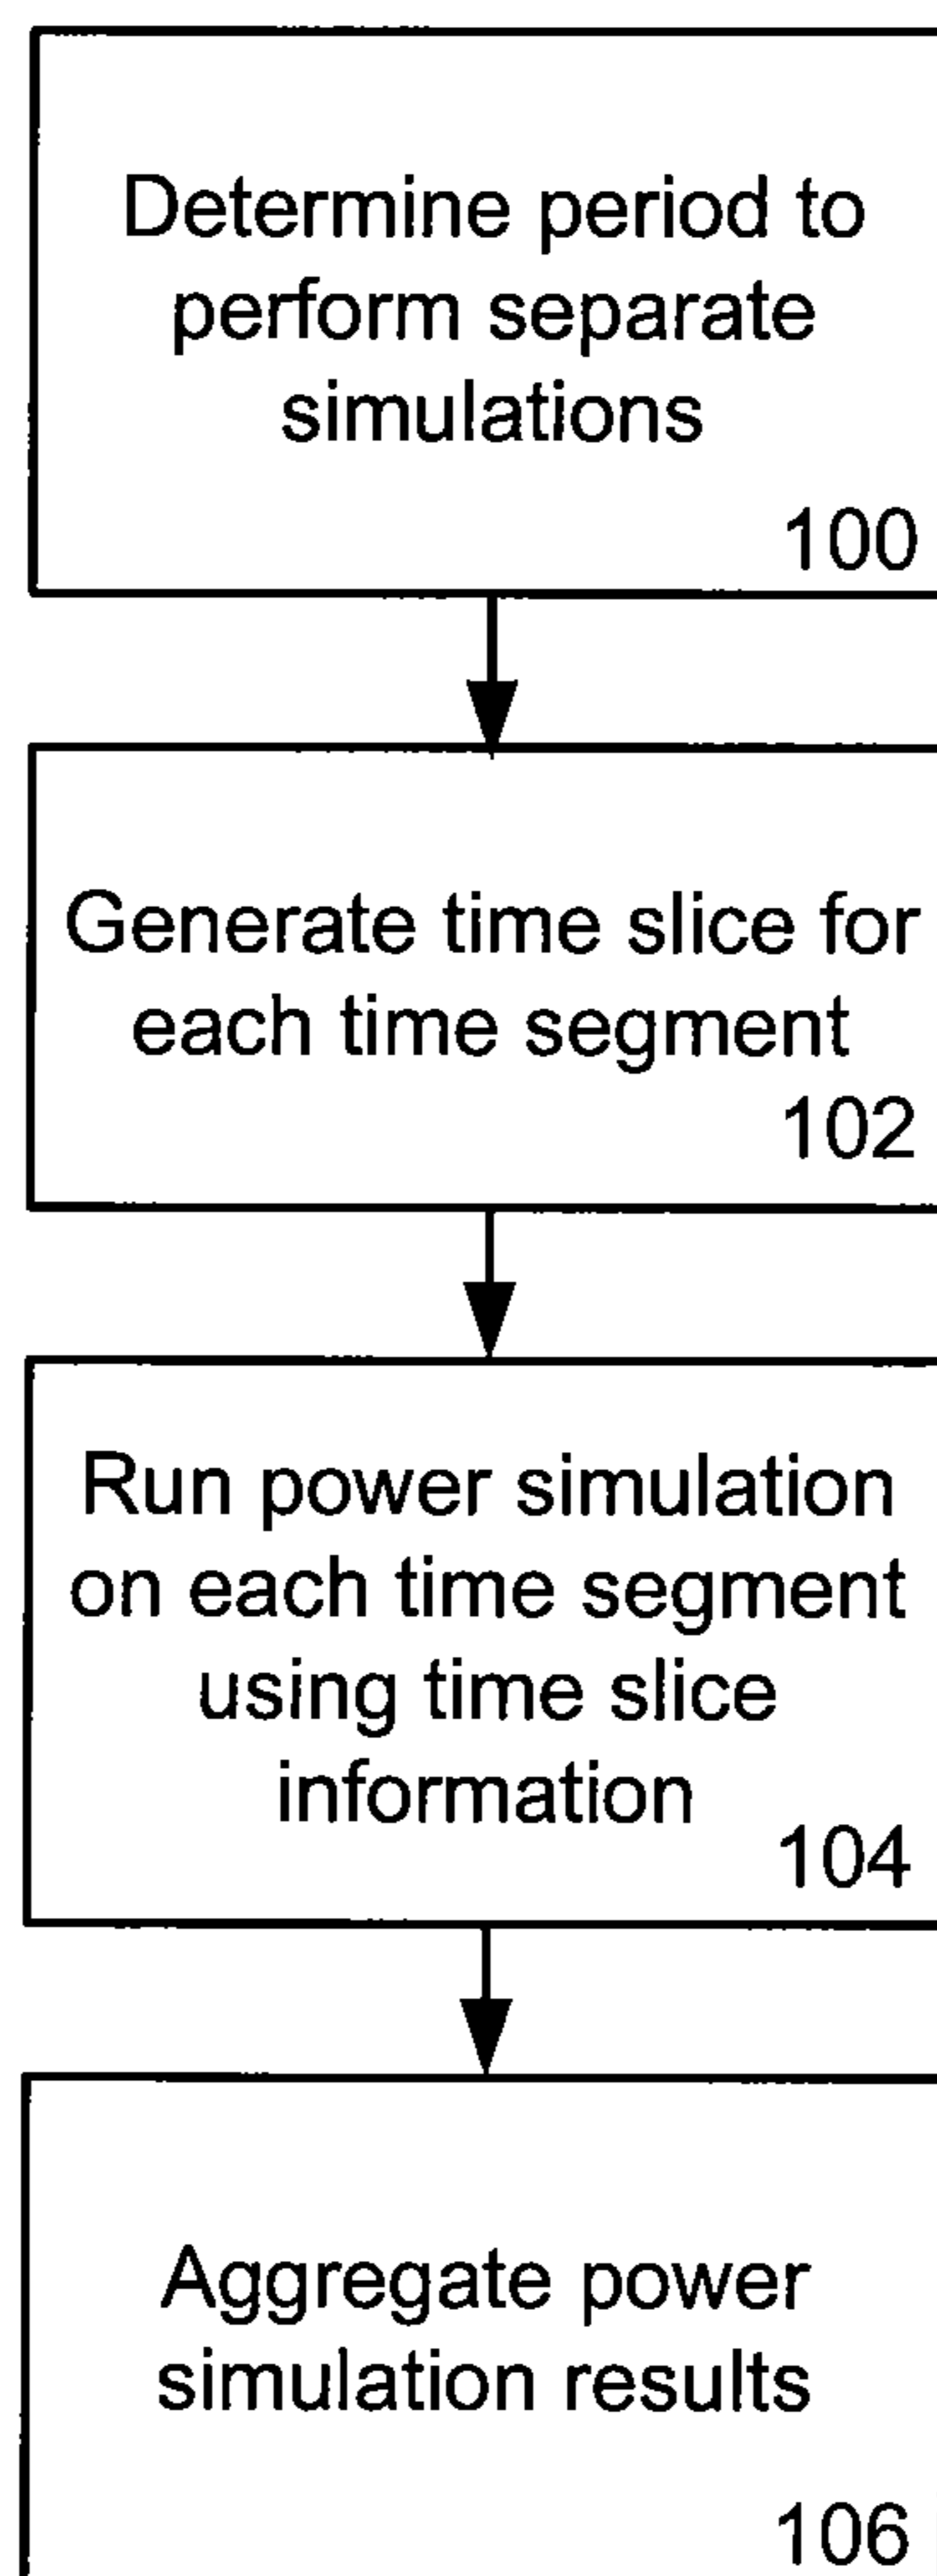 Determine period to
perform separate
simulations
100
Generate time slice for
each time segment
102
Run power simulation
on each time segment
using time slice
information
104
Aggregate power
simulation results
106